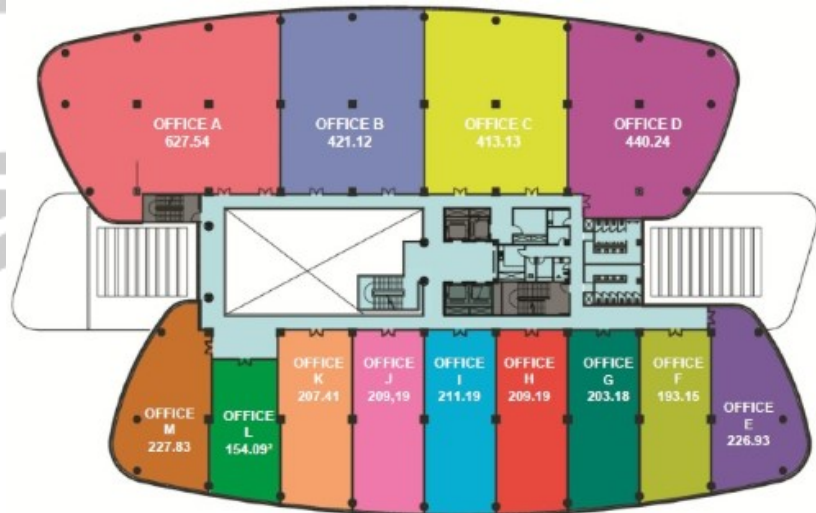 OFFICE A
627.54
OFFICE B
421.12
OFFICE C
413.13
OFFICE D
440.24
OFFICE
M
227.83
OFFICE
L
154.09²
OFFICE
K
207.41
OFFICE
J
209,19
OFFICE
I
211.19
OFFICE
H
209.19
OFFICE
G
203.18
OFFICE
F
193.15
OFFICE
E
226.93